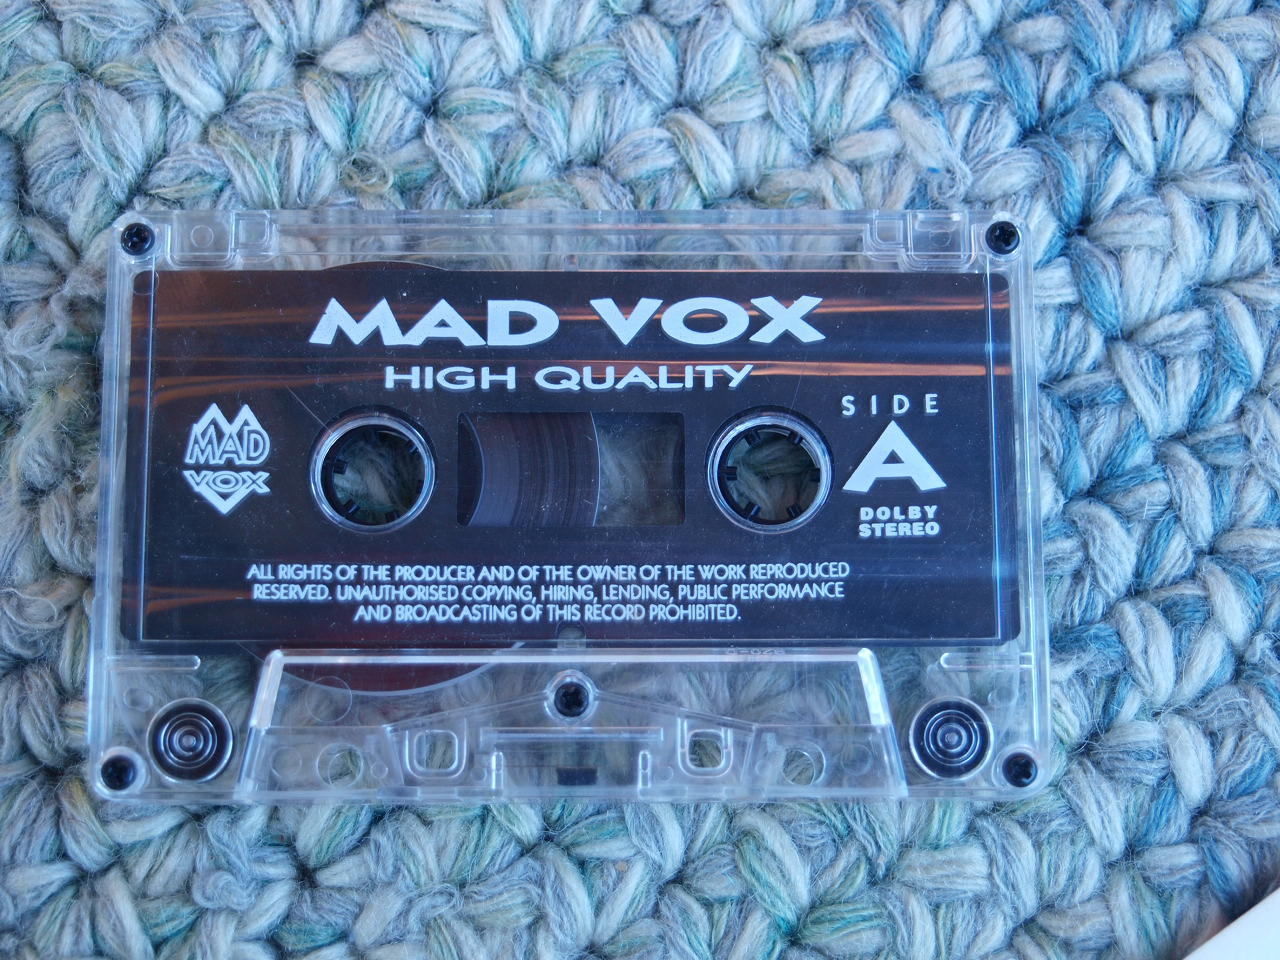 MAD VOX
HIGH QUALITY
SIDE
A
MAD
VOX
DOLBY
STEREO
ALL RIGHTS OF THE PRODUCER AND OF THE OWNER OF THE WORK REPRODUCED
RESERVED. UNAUTHORISED COPYING, HIRING, LENDING, PUBLIC PERFORMANCE
AND BROADCASTING OF THIS RECORD PROHIBITED.